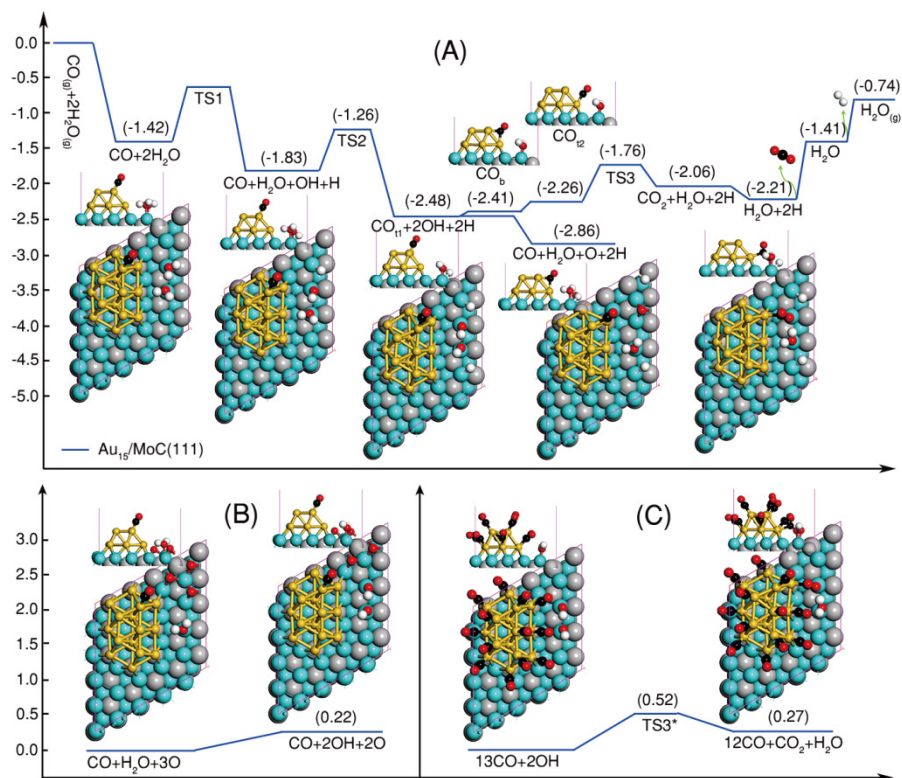 (A)
0.0
-0.5
-1.0
-1.5
-2.0
-2.5
-3.0
-3.5
-4.0
-4.5
-5.0
CO(g)+2H₂O(g)
(-1.42)
CO+2H₂O
TS1
(-1.83)
CO+H₂O+OH+H
(-1.26)
TS2
(-2.48)
COt1+2OH+2H
(-2.41)
COb
COt2
(-2.26)
(-2.86)
CO+H₂O+O+2H
(-1.76)
TS3
(-2.06)
CO₂+H₂O+2H
(-2.21)
H₂O+2H
(-1.41)
H₂O
(-0.74)
H₂O(g)
Au₁₅/MoC(111)
(B)
3.0
2.5
2.0
1.5
1.0
0.5
0.0
CO+H₂O+3O
(0.22)
CO+2OH+2O
(C)
13CO+2OH
(0.52)
TS3*
(0.27)
12CO+CO₂+H₂O